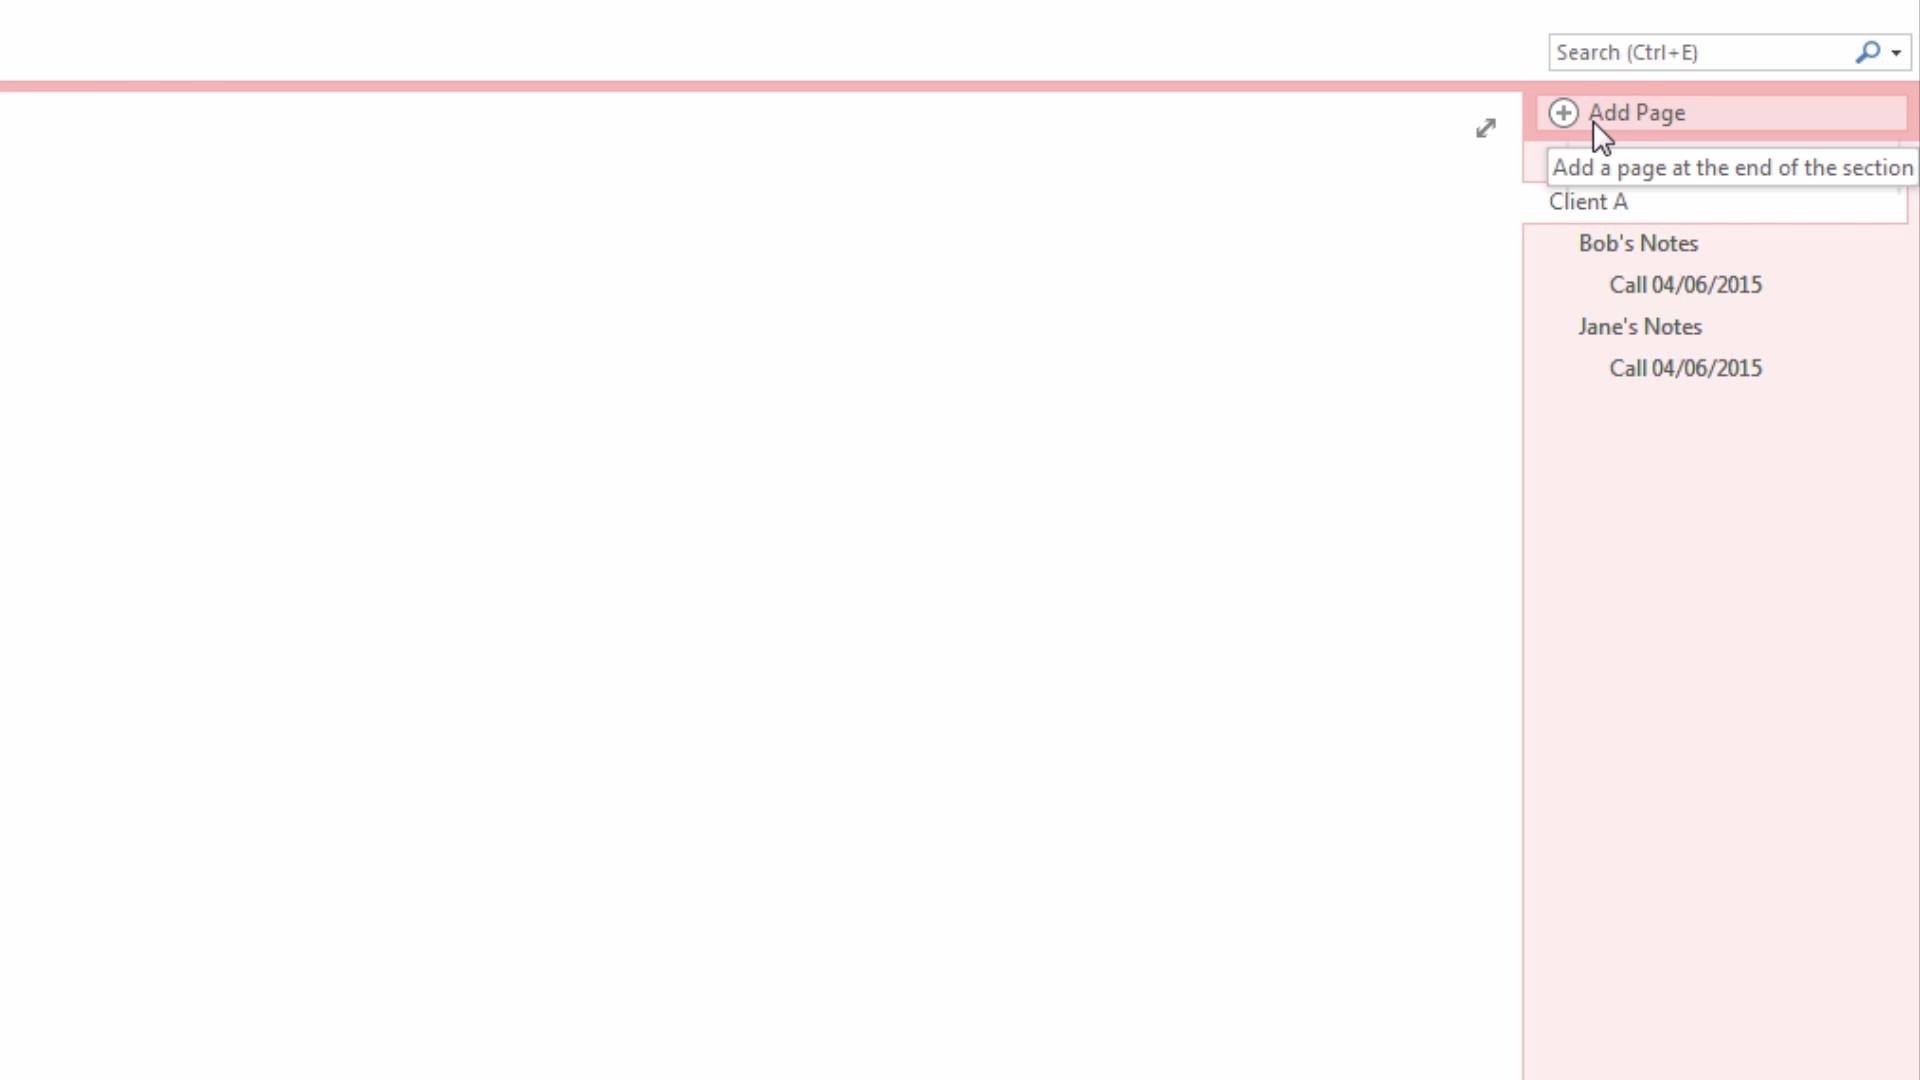 Search (Ctrl+E)
Add Page
Add a page at the end of the section
Client A
Bob's Notes
Call 04/06/2015
Jane's Notes
Call 04/06/2015